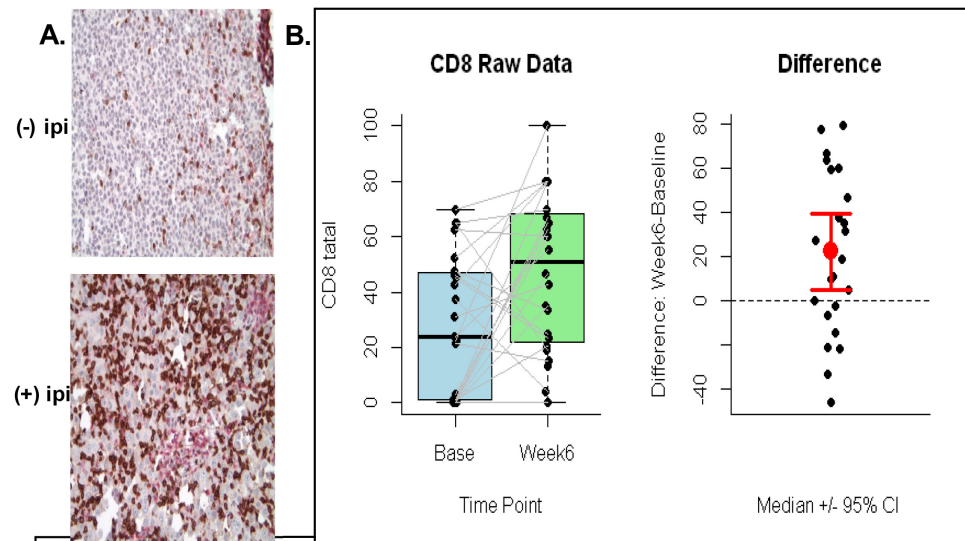 A.
(-) ipi
(+) ipi
B.
CD8 Raw Data
CD8 tatal
100
80
60
40
20
0
Base Week6
Time Point
Difference
Difference: Week6-Baseline
80
60
40
20
0
-40
Median +/- 95% CI